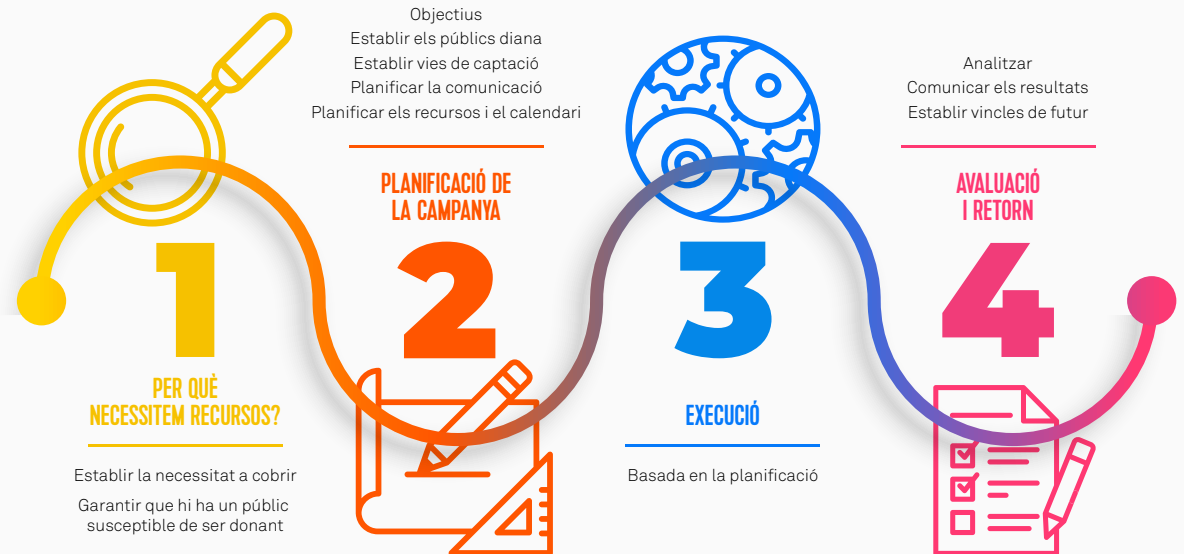 1
PER QUÈ
NECESSITEM RECURSOS?
Establir la necessitat a cobrir
Garantir que hi ha un públic
susceptible de ser donant
Objectius
Establir els públics diana
Establir vies de captació
Planificar la comunicació
Planificar els recursos i el calendari
PLANIFICACIÓ DE
LA CAMPANYA
2
3
EXECUCIÓ
Basada en la planificació
Analitzar
Comunicar els resultats
Establir vincles de futur
AVALUACIÓ
I RETORN
4